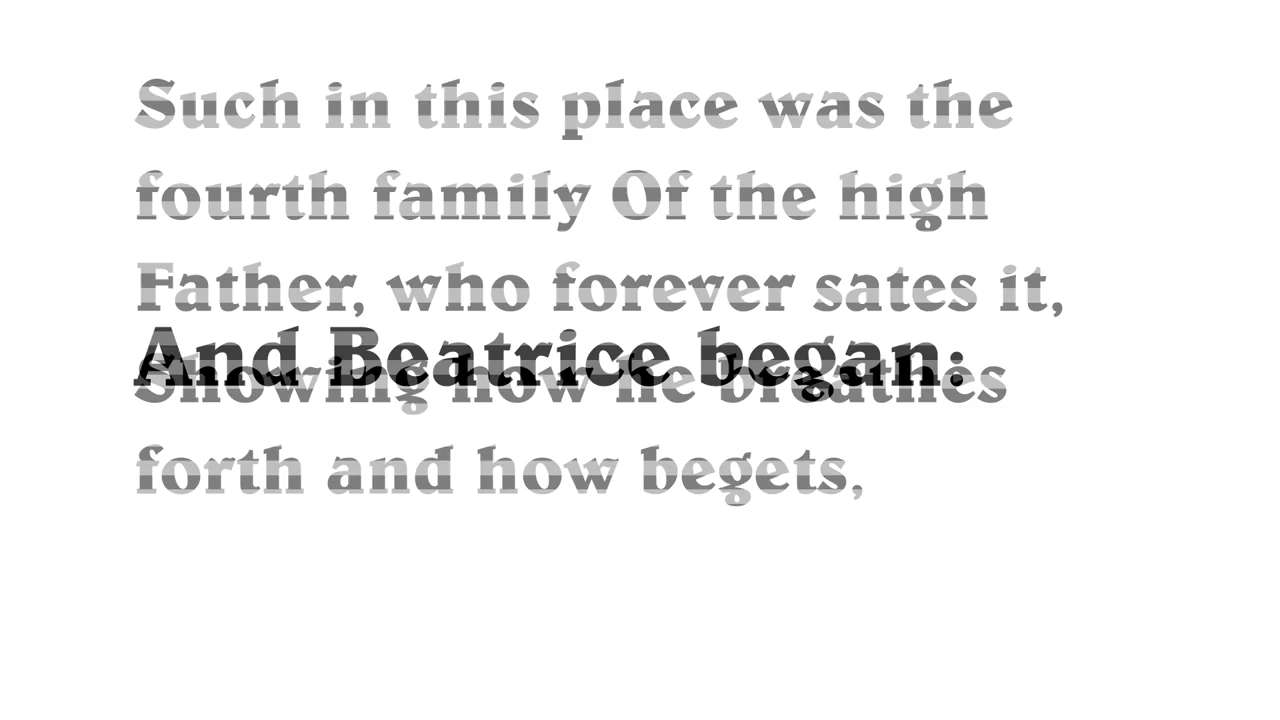 Such in this place was the
fourth family Of the high
Father, who forever sates it,
And Beatrice began:
Showing how he breathes
forth and how begets,